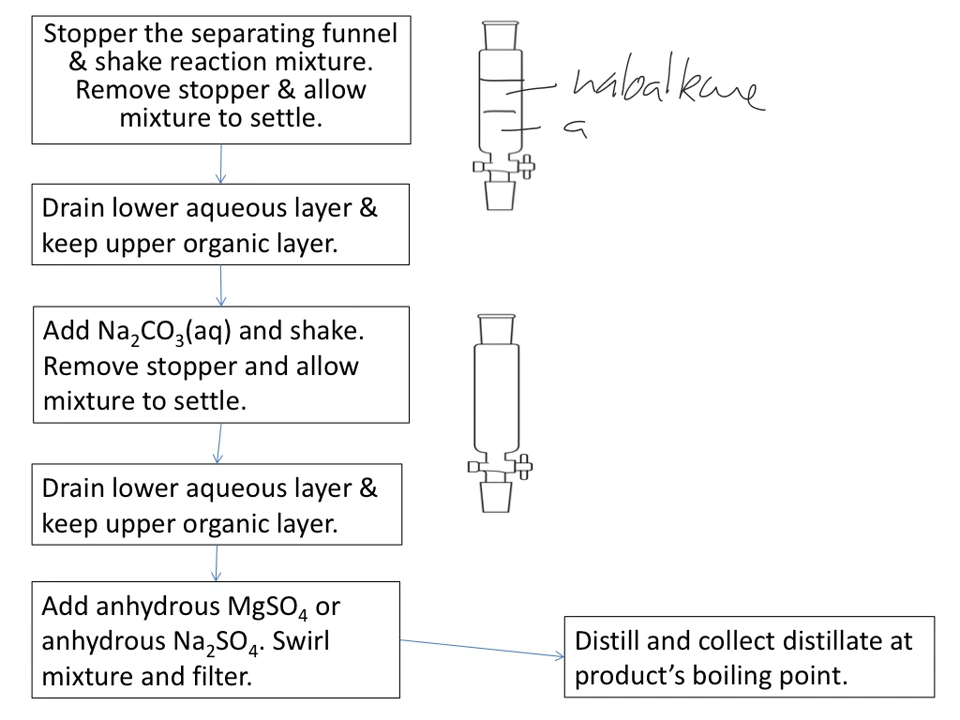 Stopper the separating funnel
& shake reaction mixture.
Remove stopper & allow
mixture to settle.
haloalkane
a
Drain lower aqueous layer &
keep upper organic layer.
Add Na₂CO₃(aq) and shake.
Remove stopper and allow
mixture to settle.
Drain lower aqueous layer &
keep upper organic layer.
Add anhydrous MgSO₄ or
anhydrous Na₂SO₄. Swirl
mixture and filter.
Distill and collect distillate at
product’s boiling point.